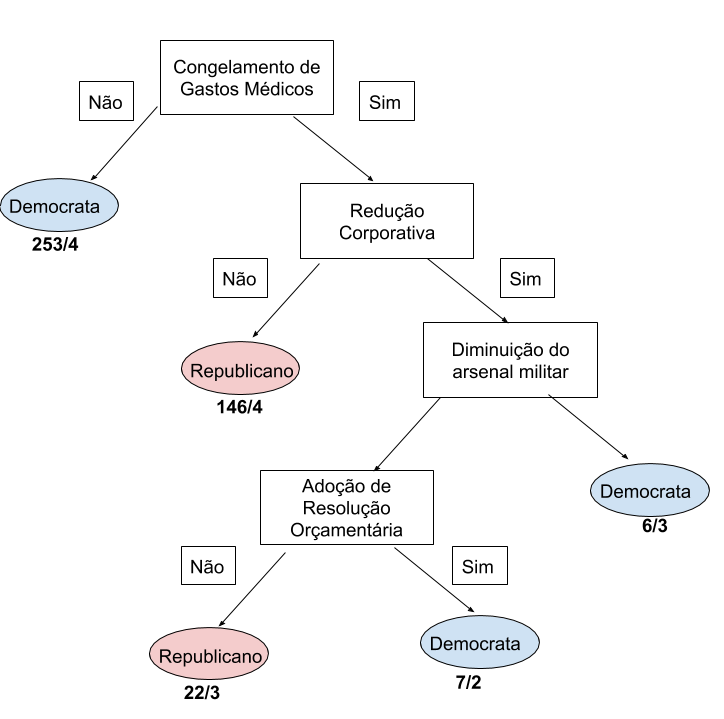 Congelamento de
Gastos Médicos
Não
Sim
Democrata
253/4
Redução
Corporativa
Não
Sim
Republicano
146/4
Diminuição do
arsenal militar
Adoção de
Resolução
Orçamentária
Democrata
6/3
Não
Sim
Republicano
22/3
Democrata
7/2